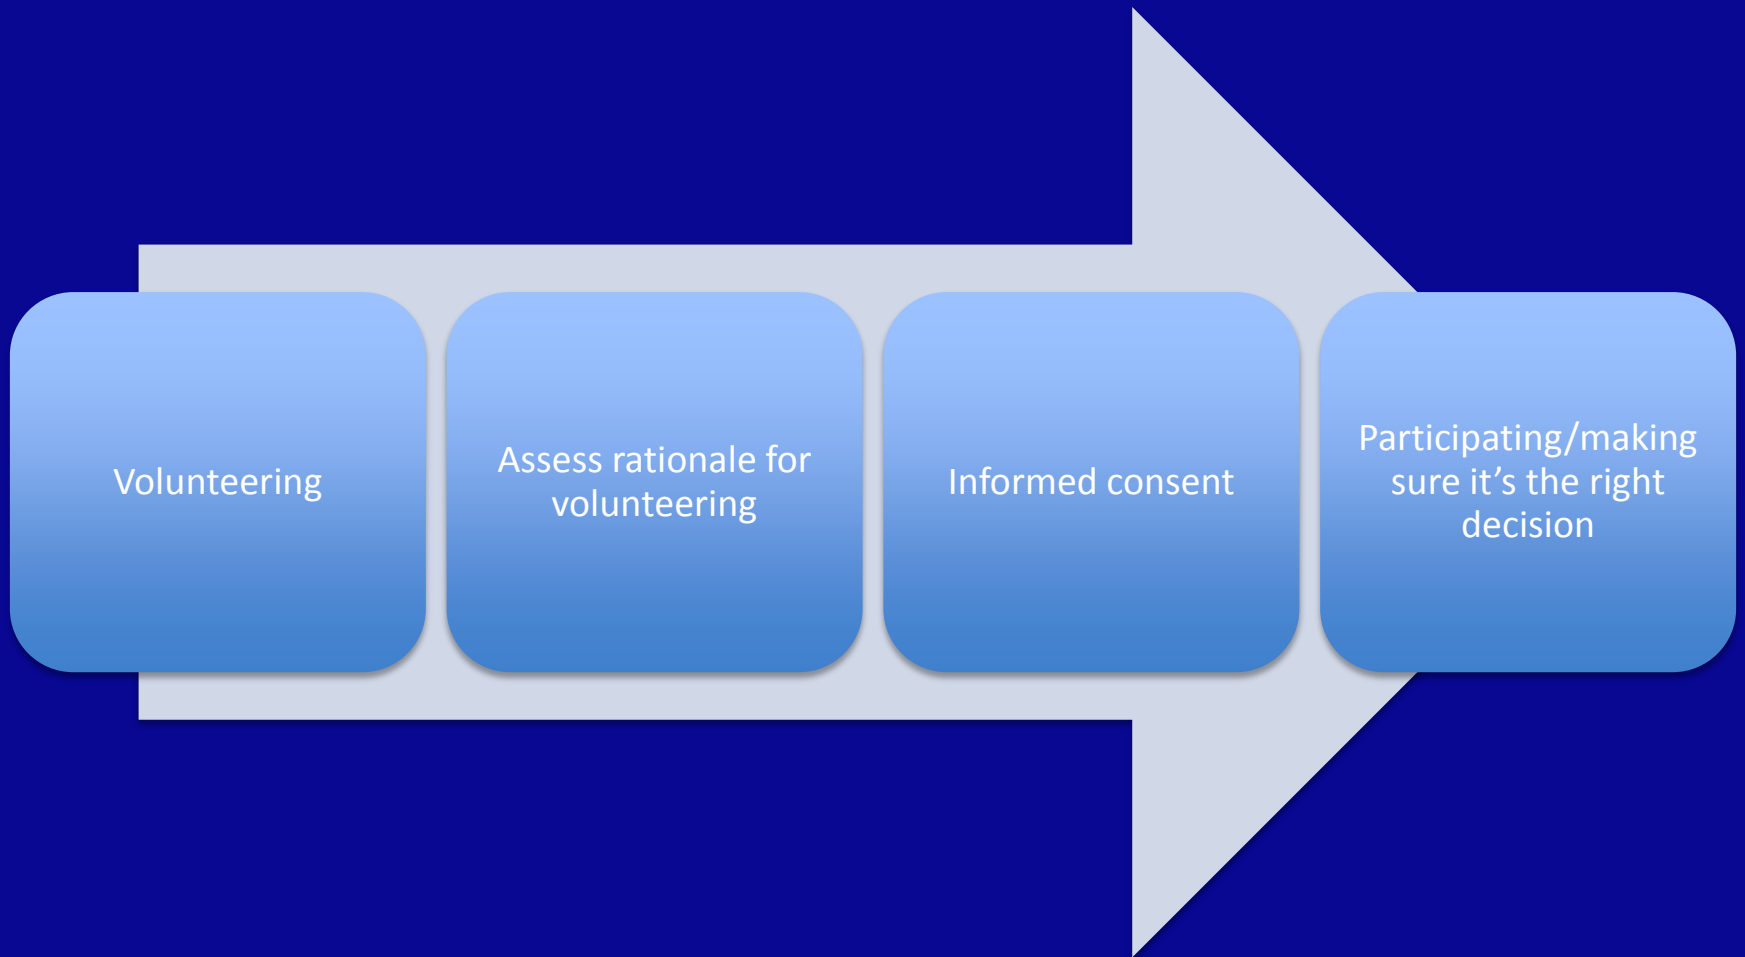 Volunteering
Assess rationale for
volunteering
Informed consent
Participating/making
sure it’s the right
decision